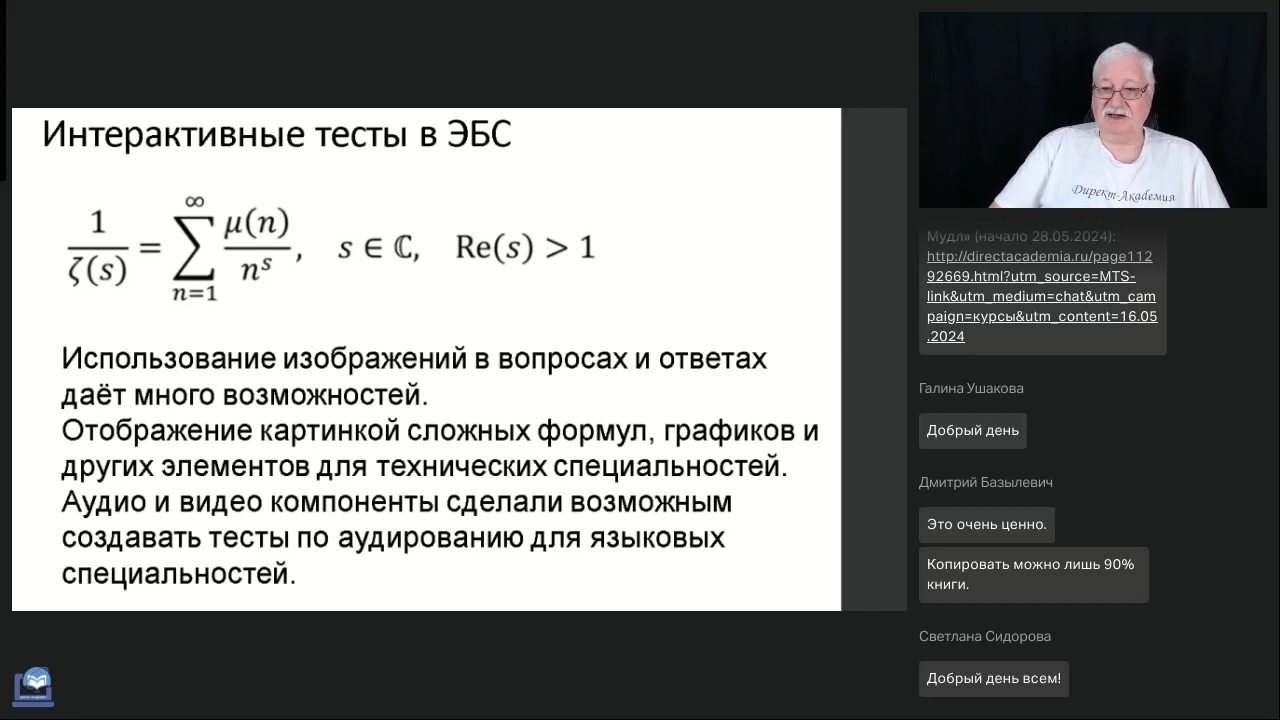 Интерактивные тесты в ЭБС
1/ζ(s) = ∑_{n=1}^{∞} μ(n)/n^s, s ∈ ℂ, Re(s) > 1
Использование изображений в вопросах и ответах
даёт много возможностей.
Отображение картинкой сложных формул, графиков и
других элементов для технических специальностей.
Аудио и видео компоненты сделали возможным
создавать тесты по аудированию для языковых
специальностей.
Директ-Академия
Мудл» (начало 28.05.2024):
http://directacademia.ru/page112
92669.html?utm_source=MTS-
link&utm_medium=chat&utm_cam
paign=курсы&utm_content=16.05
.2024
Галина Ушакова
Добрый день
Дмитрий Базылевич
Это очень ценно.
Копировать можно лишь 90%
книги.
Светлана Сидорова
Добрый день всем!